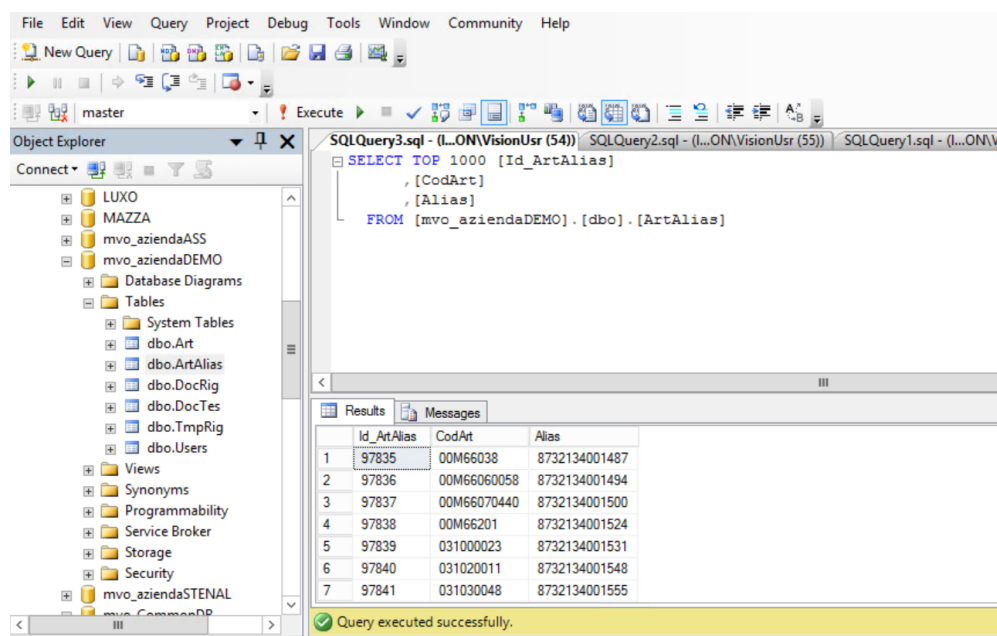 File Edit View Query Project Debug Tools Window Community Help
New Query
master Execute
Object Explorer
Connect
LUXO
MAZZA
mvo_aziendaASS
mvo_aziendaDEMO
Database Diagrams
Tables
System Tables
dbo.Art
dbo.ArtAlias
dbo.DocRig
dbo.DocTes
dbo.TmpRig
dbo.Users
Views
Synonyms
Programmability
Service Broker
Storage
Security
mvo_aziendaSTENAL
SQLQuery3.sql - (l...ON\VisionUsr (54)) SQLQuery2.sql - (l...ON\VisionUsr (55)) SQLQuery1.sql - (l...ON\V
SELECT TOP 1000 [Id_ArtAlias]
,[CodArt]
,[Alias]
FROM [mvo_aziendaDEMO].[dbo].[ArtAlias]
Results Messages
Id_ArtAlias CodArt Alias
1 97835 00M66038 8732134001487
2 97836 00M66060058 8732134001494
3 97837 00M66070440 8732134001500
4 97838 00M66201 8732134001524
5 97839 031000023 8732134001531
6 97840 031020011 8732134001548
7 97841 031030048 8732134001555
Query executed successfully.